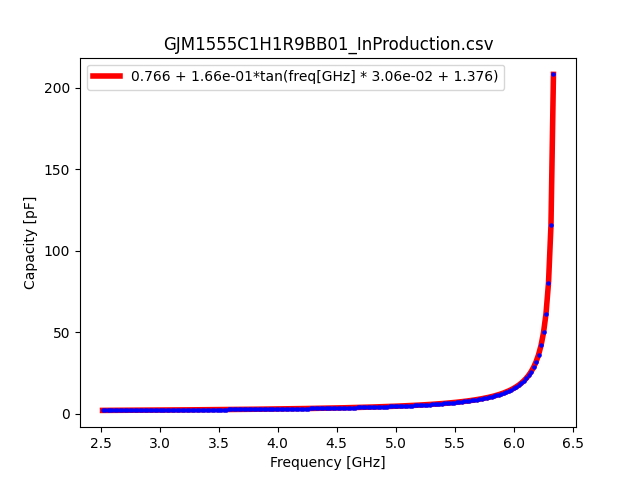 GJM1555C1H1R9BB01_InProduction.csv
0.766 + 1.66e-01*tan(freq[GHz] * 3.06e-02 + 1.376)
200
150
100
50
0
Capacity [pF]
2.5 3.0 3.5 4.0 4.5 5.0 5.5 6.0 6.5
Frequency [GHz]